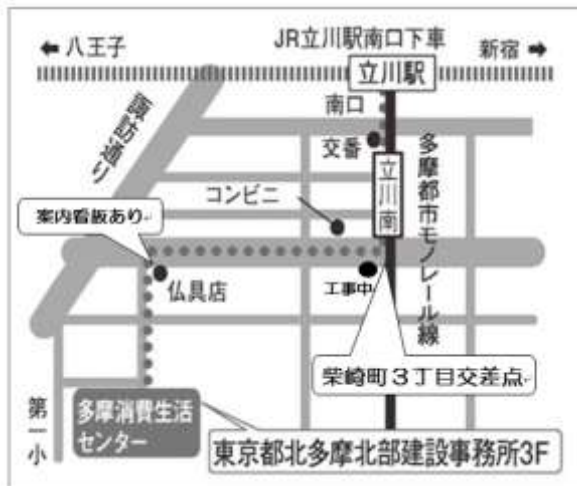 JR立川駅南口下車
← 八王子
新宿 →
立川駅
南口
諏訪通り
交番
立川南
多摩都市モノレール線
コンビニ
案内看板あり
仏具店
工事中
柴崎町3丁目交差点
第一小
多摩消費生活
センター
東京都北多摩北部建設事務所3F